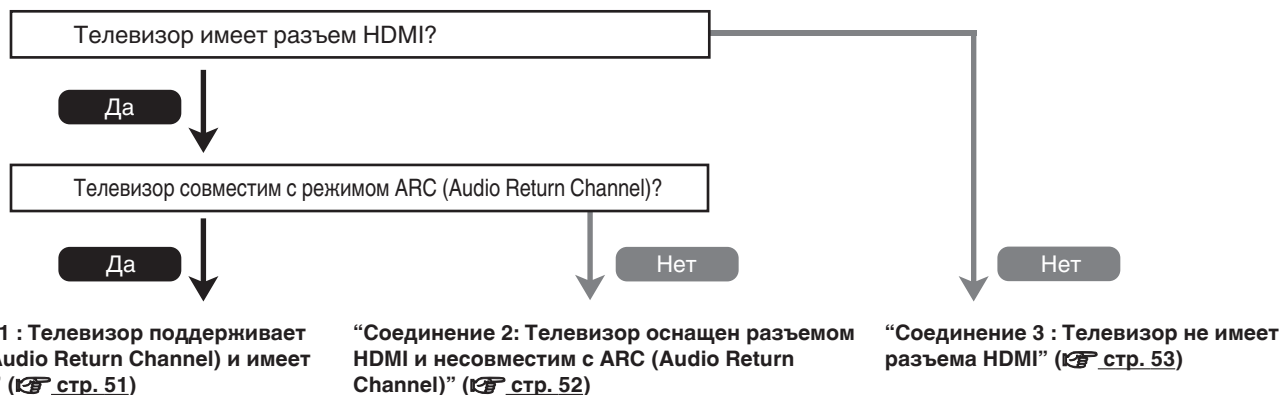 Телевизор имеет разъем HDMI?
Да
Телевизор совместим с режимом ARC (Audio Return Channel)?
Да
Нет
Нет
1 : Телевизор поддерживает
Audio Return Channel) и имеет
” (☞ стр. 51)
“Соединение 2: Телевизор оснащен разъемом
HDMI и несовместим с ARC (Audio Return
Channel)” (☞ стр. 52)
“Соединение 3 : Телевизор не имеет
разъема HDMI” (☞ стр. 53)